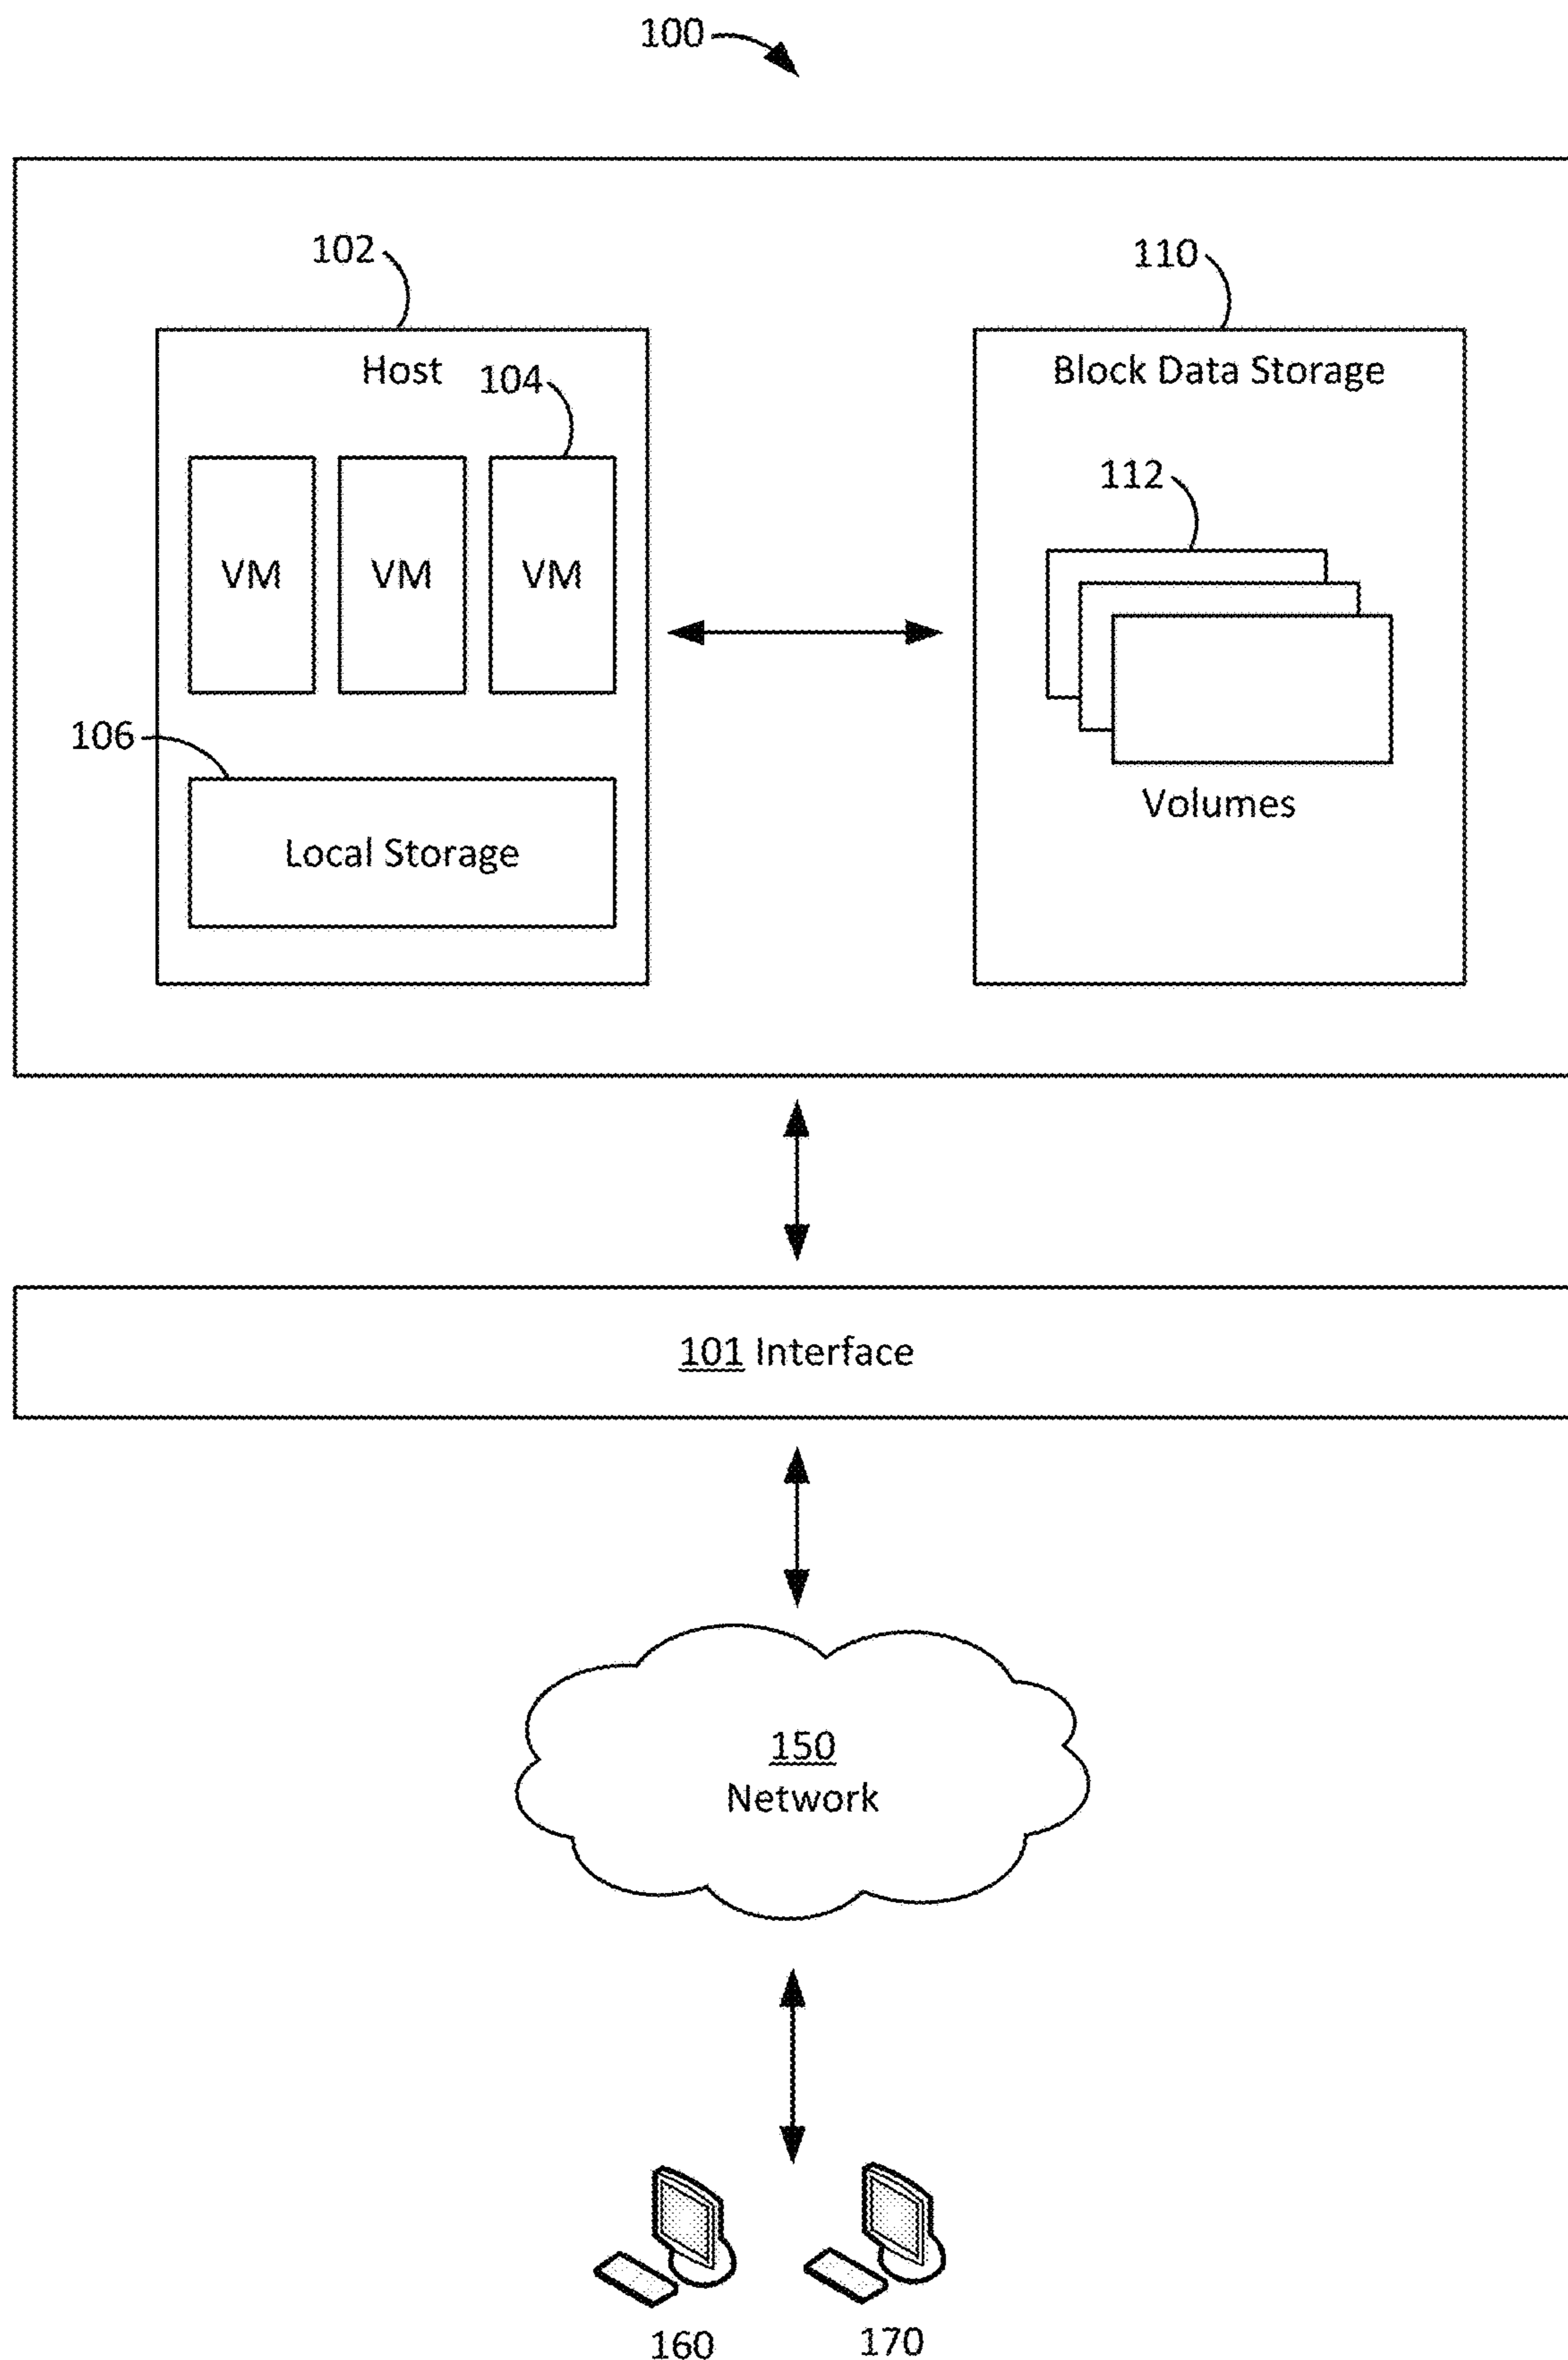 100
102
110
Host
104
Block Data Storage
112
VM
VM
VM
106
Volumes
Local Storage
101 Interface
150
Network
160
170